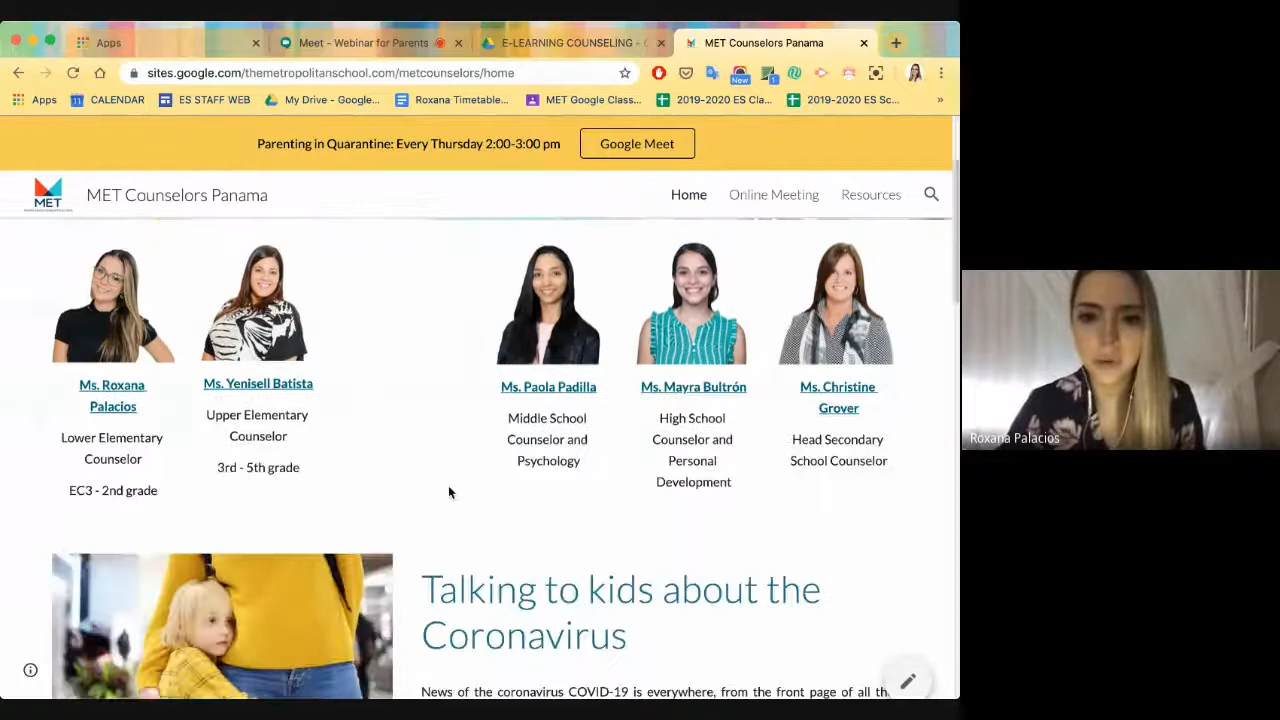 Apps
Meet - Webinar for Parents
E-LEARNING COUNSELING -
MET Counselors Panama
sites.google.com/themetropolitanschool.com/metcounselors/home
New
1
Apps
CALENDAR
ES STAFF WEB
My Drive - Google...
Roxana Timetable...
MET Google Class...
2019-2020 ES Cla...
2019-2020 ES Sc...
»
Parenting in Quarantine: Every Thursday 2:00-3:00 pm
Google Meet
MET
MET Counselors Panama
Home
Online Meeting
Resources
Ms. Roxana
Palacios
Lower Elementary
Counselor
EC3 - 2nd grade
Ms. Yenisell Batista
Upper Elementary
Counselor
3rd - 5th grade
Ms. Paola Padilla
Middle School
Counselor and
Psychology
Ms. Mayra Bultrón
High School
Counselor and
Personal
Development
Ms. Christine
Grover
Head Secondary
School Counselor
Roxana Palacios
Talking to kids about the
Coronavirus
News of the coronavirus COVID-19 is everywhere, from the front page of all th